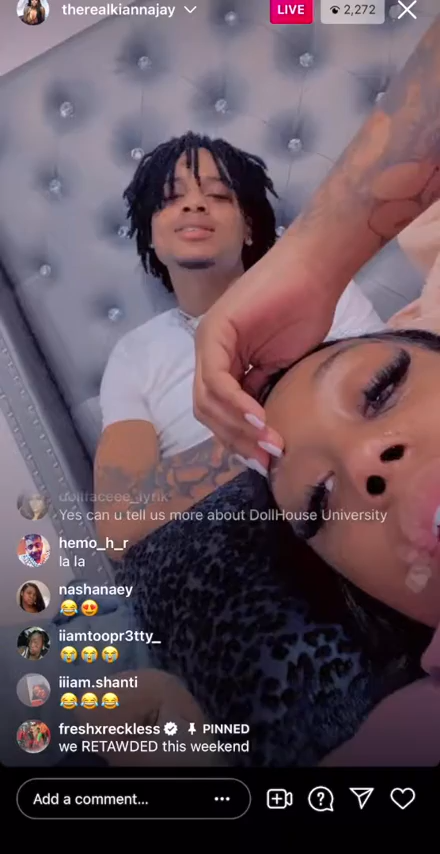 therealkiannajay
LIVE
2,272
dollfaceee_lyrik
Yes can u tell us more about DollHouse University
hemo_h_r
la la
nashanaey
😂😍
iiamtoopr3tty_
😭😭😭
iiiam.shanti
😂😂😂
freshxreckless PINNED
we RETAWDED this weekend
Add a comment...